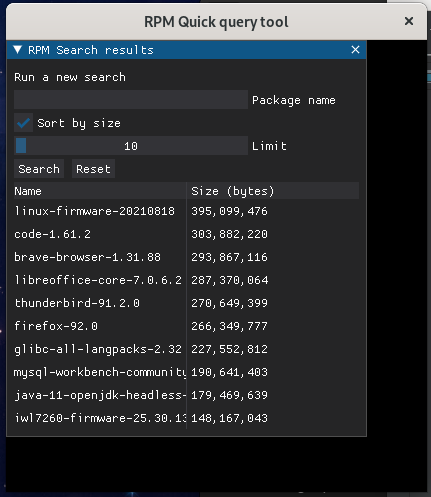 RPM Quick query tool
RPM Search results
Run a new search
Package name
Sort by size
10 Limit
Search Reset
Name Size (bytes)
linux-firmware-20210818 395,099,476
code-1.61.2 303,882,220
brave-browser-1.31.88 293,867,116
libreoffice-core-7.0.6.2 287,370,064
thunderbird-91.2.0 270,649,399
firefox-92.0 266,349,777
glibc-all-langpacks-2.32 227,552,812
mysql-workbench-community 190,641,403
java-11-openjdk-headless- 179,469,639
iwl7260-firmware-25.30.13 148,167,043